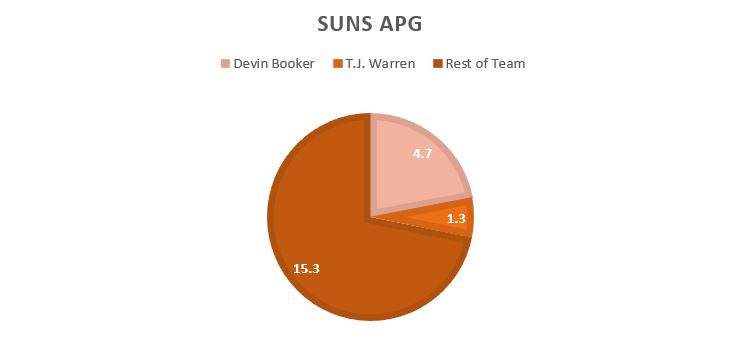 SUNS APG
Devin Booker T.J. Warren Rest of Team
4.7
1.3
15.3